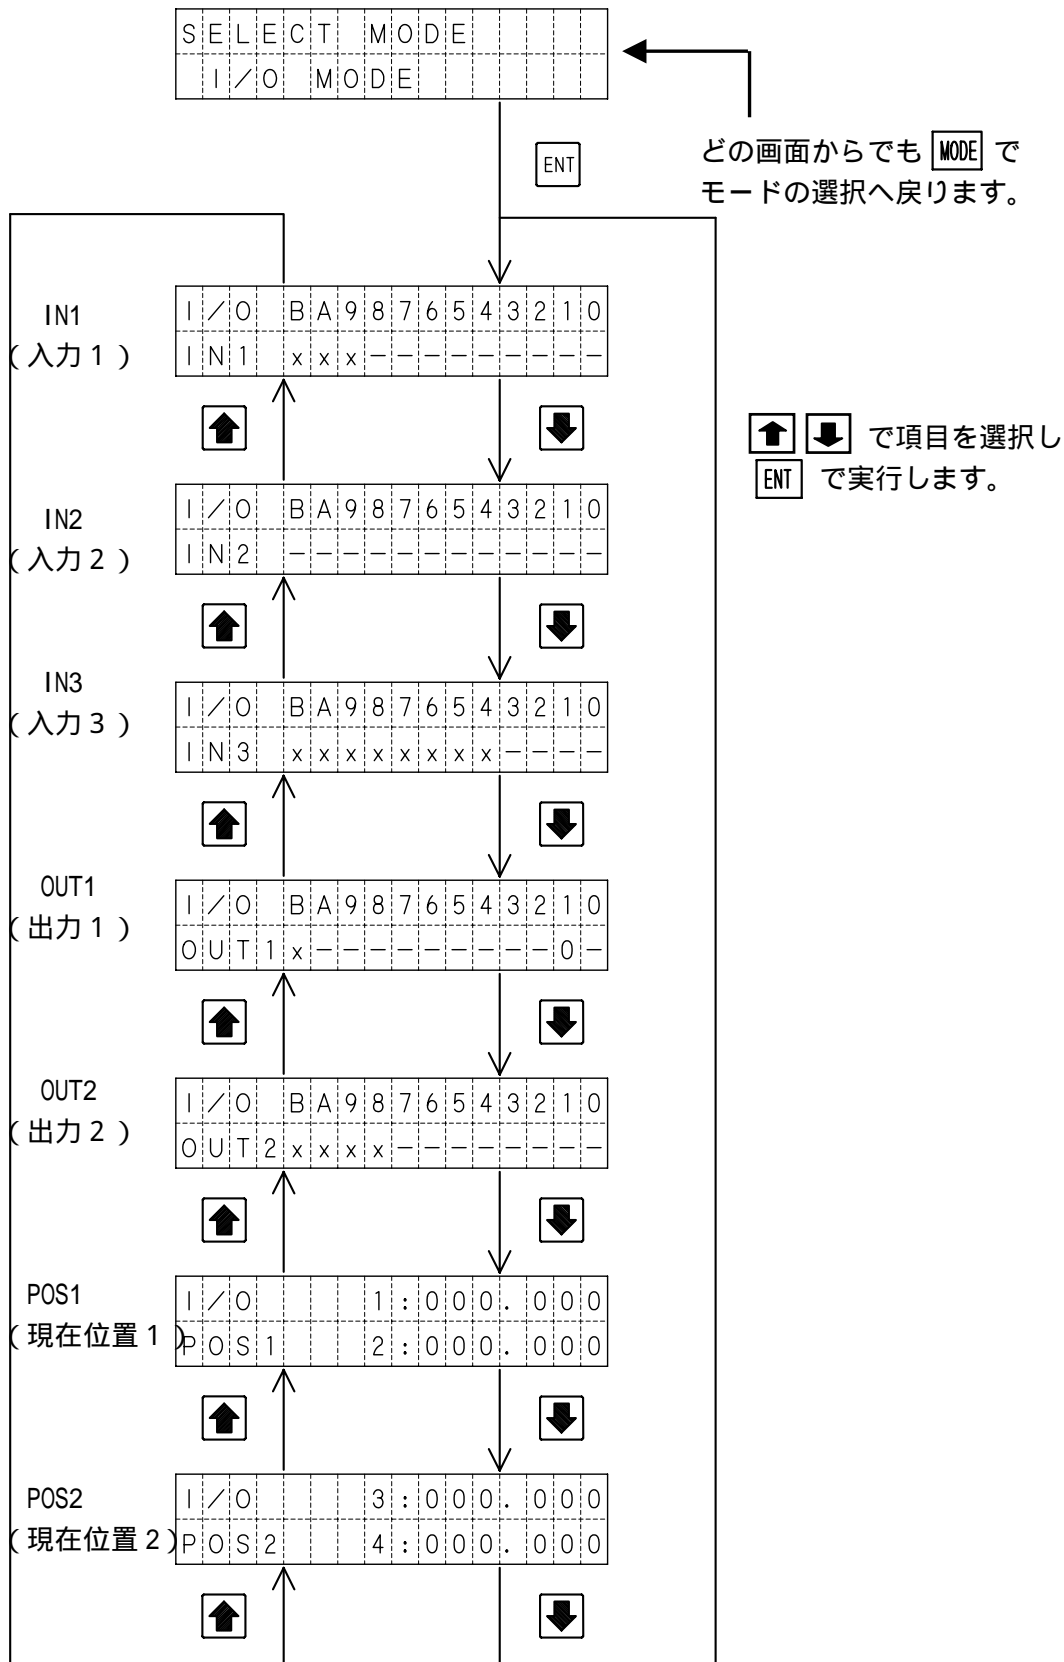 SELECT MODE
I/O MODE
ENT
どの画面からでも MODE で
モードの選択へ戻ります。
IN1
(入力1)
I/O BA9876543210
IN1 xxx---------
で項目を選択し
ENT で実行します。
IN2
(入力2)
I/O BA9876543210
IN2 ------------
IN3
(入力3)
I/O BA9876543210
IN3 xxxxxxxx----
OUT1
(出力1)
I/O BA9876543210
OUT1x---------0-
OUT2
(出力2)
I/O BA9876543210
OUT2xxxx--------
POS1
(現在位置1)
I/O 1:000.000
POS1 2:000.000
POS2
(現在位置2)
I/O 3:000.000
POS2 4:000.000